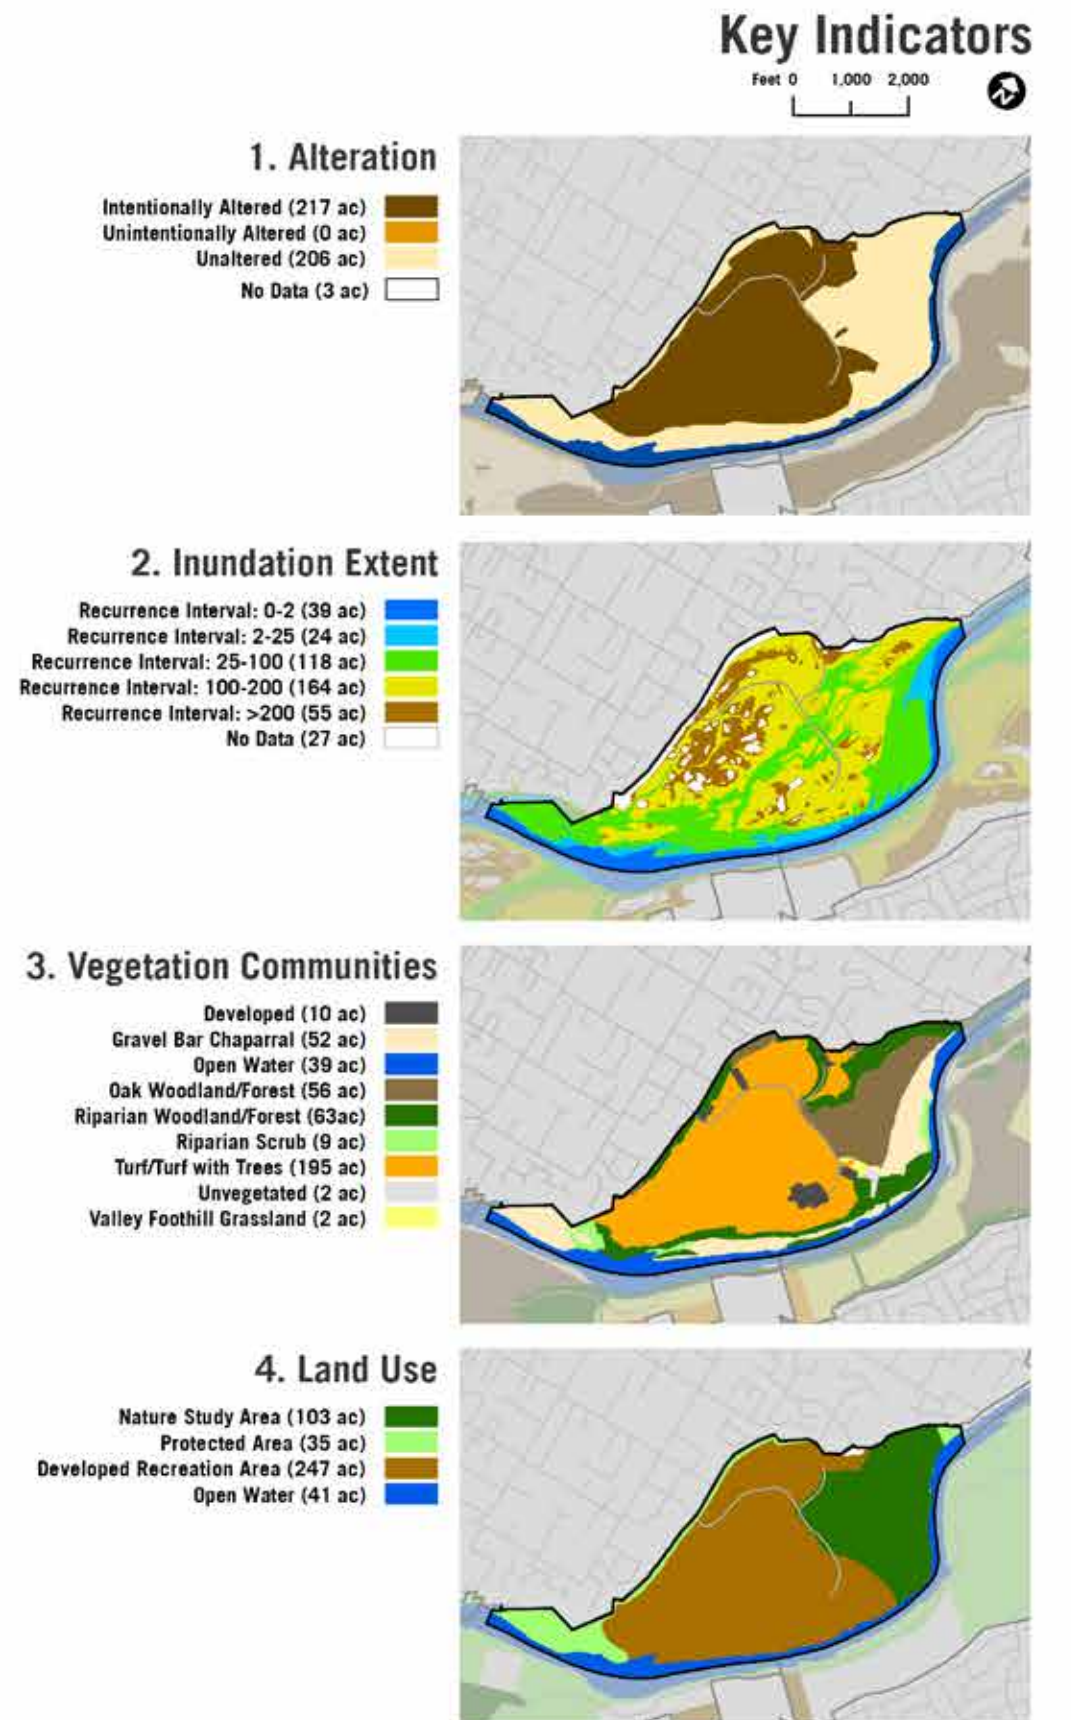 Key Indicators
Feet 0 1,000 2,000
1. Alteration
Intentionally Altered (217 ac)
Unintentionally Altered (0 ac)
Unaltered (206 ac)
No Data (3 ac)
2. Inundation Extent
Recurrence Interval: 0-2 (39 ac)
Recurrence Interval: 2-25 (24 ac)
Recurrence Interval: 25-100 (118 ac)
Recurrence Interval: 100-200 (164 ac)
Recurrence Interval: >200 (55 ac)
No Data (27 ac)
3. Vegetation Communities
Developed (10 ac)
Gravel Bar Chaparral (52 ac)
Open Water (39 ac)
Oak Woodland/Forest (56 ac)
Riparian Woodland/Forest (63ac)
Riparian Scrub (9 ac)
Turf/Turf with Trees (195 ac)
Unvegetated (2 ac)
Valley Foothill Grassland (2 ac)
4. Land Use
Nature Study Area (103 ac)
Protected Area (35 ac)
Developed Recreation Area (247 ac)
Open Water (41 ac)